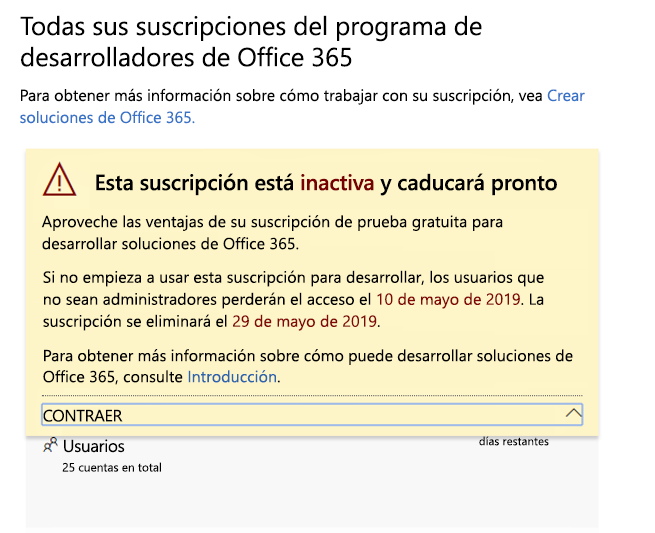 Todas sus suscripciones del programa de
desarrolladores de Office 365
Para obtener más información sobre cómo trabajar con su suscripción, vea Crear
soluciones de Office 365.
Esta suscripción está inactiva y caducará pronto
Aproveche las ventajas de su suscripción de prueba gratuita para
desarrollar soluciones de Office 365.
Si no empieza a usar esta suscripción para desarrollar, los usuarios que
no sean administradores perderán el acceso el 10 de mayo de 2019. La
suscripción se eliminará el 29 de mayo de 2019.
Para obtener más información sobre cómo puede desarrollar soluciones de
Office 365, consulte Introducción.
CONTRAER
Usuarios
días restantes
25 cuentas en total